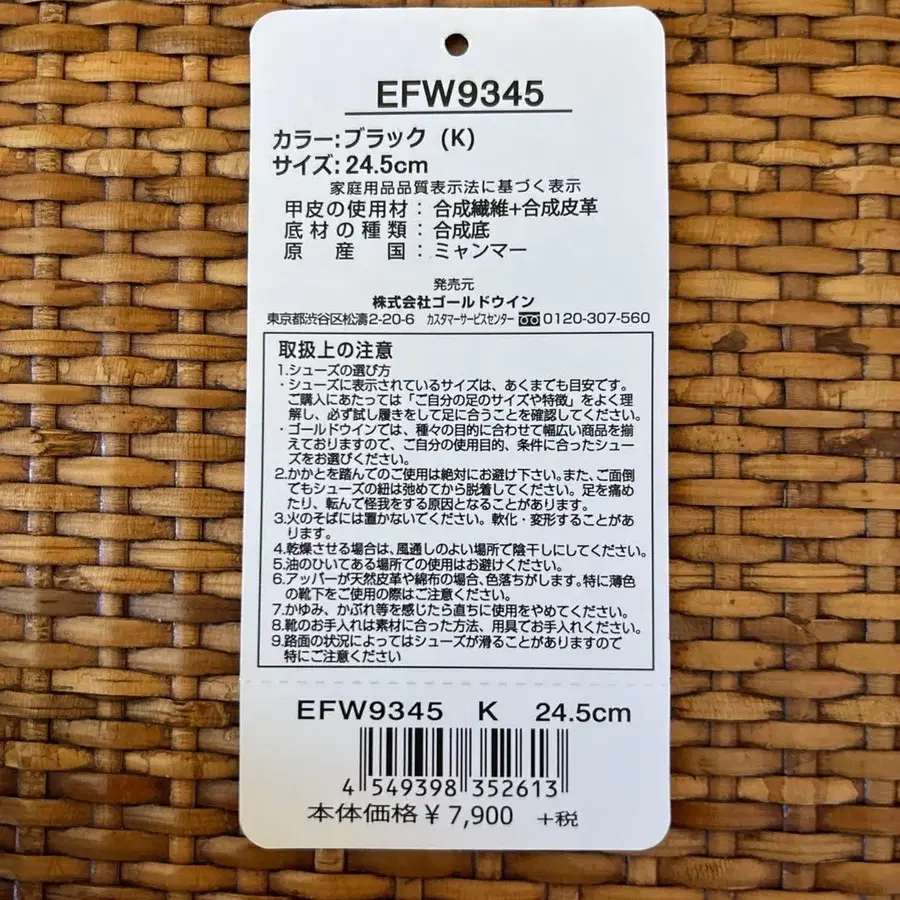 EFW9345
カラー:ブラック (K)
サイズ:24.5cm
家庭用品品質表示法に基づく表示
甲皮の使用材：合成繊維+合成皮革
底材の種類：合成底
原産国：ミャンマー
発売元
株式会社ゴールドウイン
東京都渋谷区松濤2-20-6 カスタマーサービスセンター 0120-307-560
取扱上の注意
1.シューズの選び方
・シューズに表示されているサイズは、あくまでも目安です。
ご購入にあたっては「ご自分の足のサイズや特徴」をよく理
解し、必ず試し履きをして足に合うことを確認してください。
・ゴールドウインでは、種々の目的に合わせて幅広い商品を揃
えておりますので、ご自分の使用目的、条件に合ったシュー
ズをお選びください。
2.かかとを踏んでのご使用は絶対にお避け下さい。また、ご面倒
でもシューズの紐は弛めてから脱着してください。足を痛め
たり、転んで怪我をする原因となることがあります。
3.火のそばには置かないでください。軟化・変形することがあ
ります。
4.乾燥させる場合は、風通しのよい場所で陰干しにしてください。
5.油のひいてある場所での使用はお避けください。
6.アッパーが天然皮革や綿布の場合、色落ちがします。特に薄色
の靴下をご使用の際はご注意ください。
7.かゆみ、かぶれ等を感じたら直ちに使用をやめてください。
8.靴のお手入れは素材に合った方法、用具でお手入れください。
9.路面の状況によってはシューズが滑ることがありますので
特にご注意ください
EFW9345 K 24.5cm
4 549398 352613
本体価格¥7,900 +税